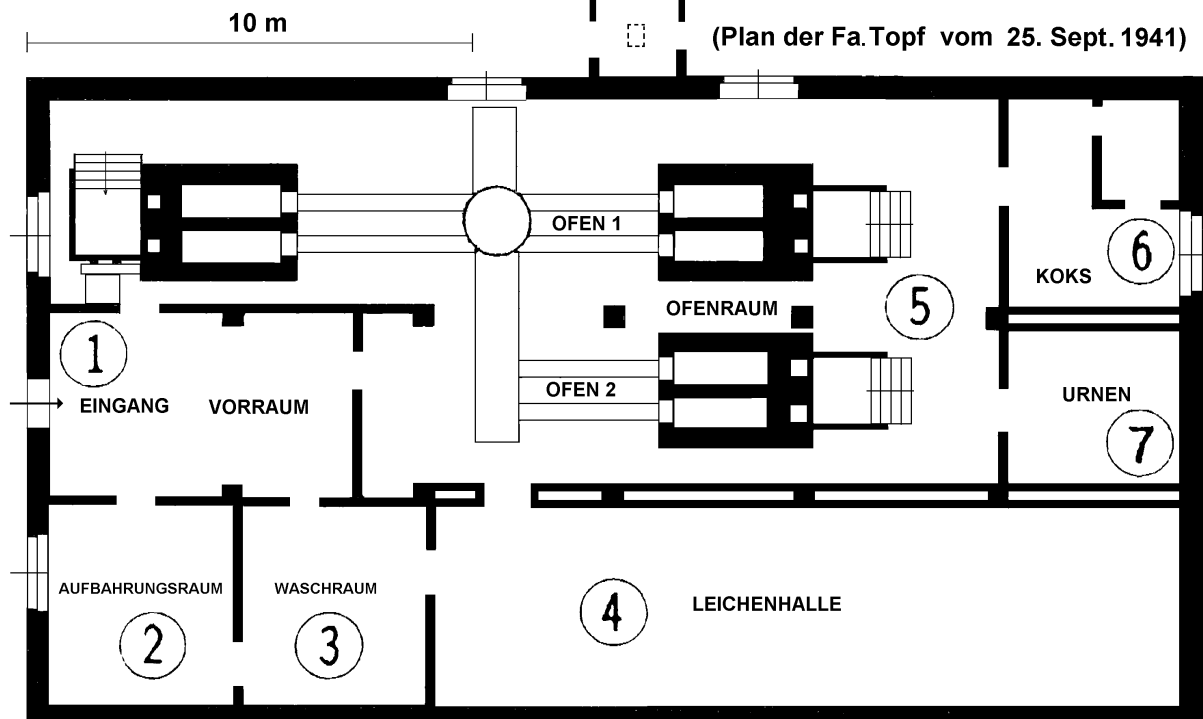 10 m
(Plan der Fa. Topf vom 25. Sept. 1941)
OFEN 1
6
KOKS
5
OFENRAUM
1
EINGANG
VORRAUM
OFEN 2
URNEN
7
AUFBAHRUNGSRAUM
WASCHRAUM
4
LEICHENHALLE
2
3